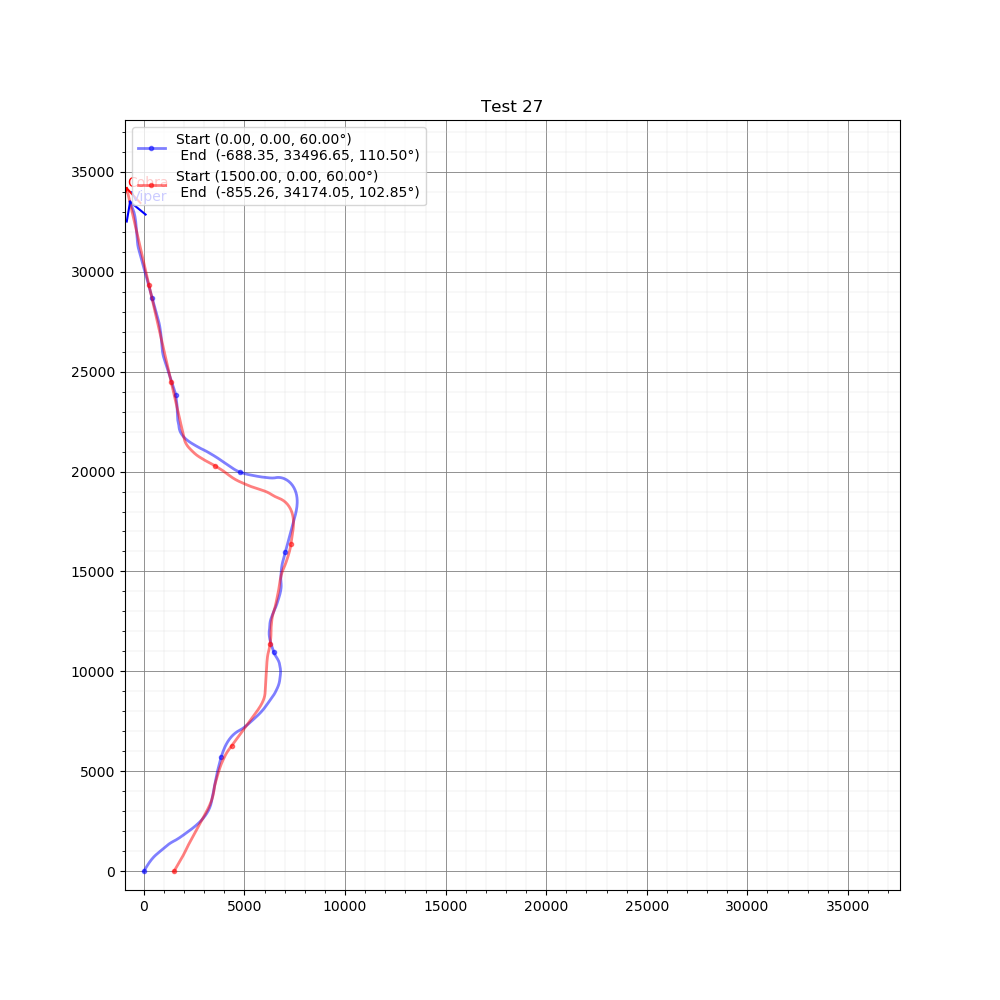 Test 27
Start (0.00, 0.00, 60.00°)
End  (-688.35, 33496.65, 110.50°)
Start (1500.00, 0.00, 60.00°)
End  (-855.26, 34174.05, 102.85°)
Cobra
Viper
35000
30000
25000
20000
15000
10000
5000
0
0 5000 10000 15000 20000 25000 30000 35000